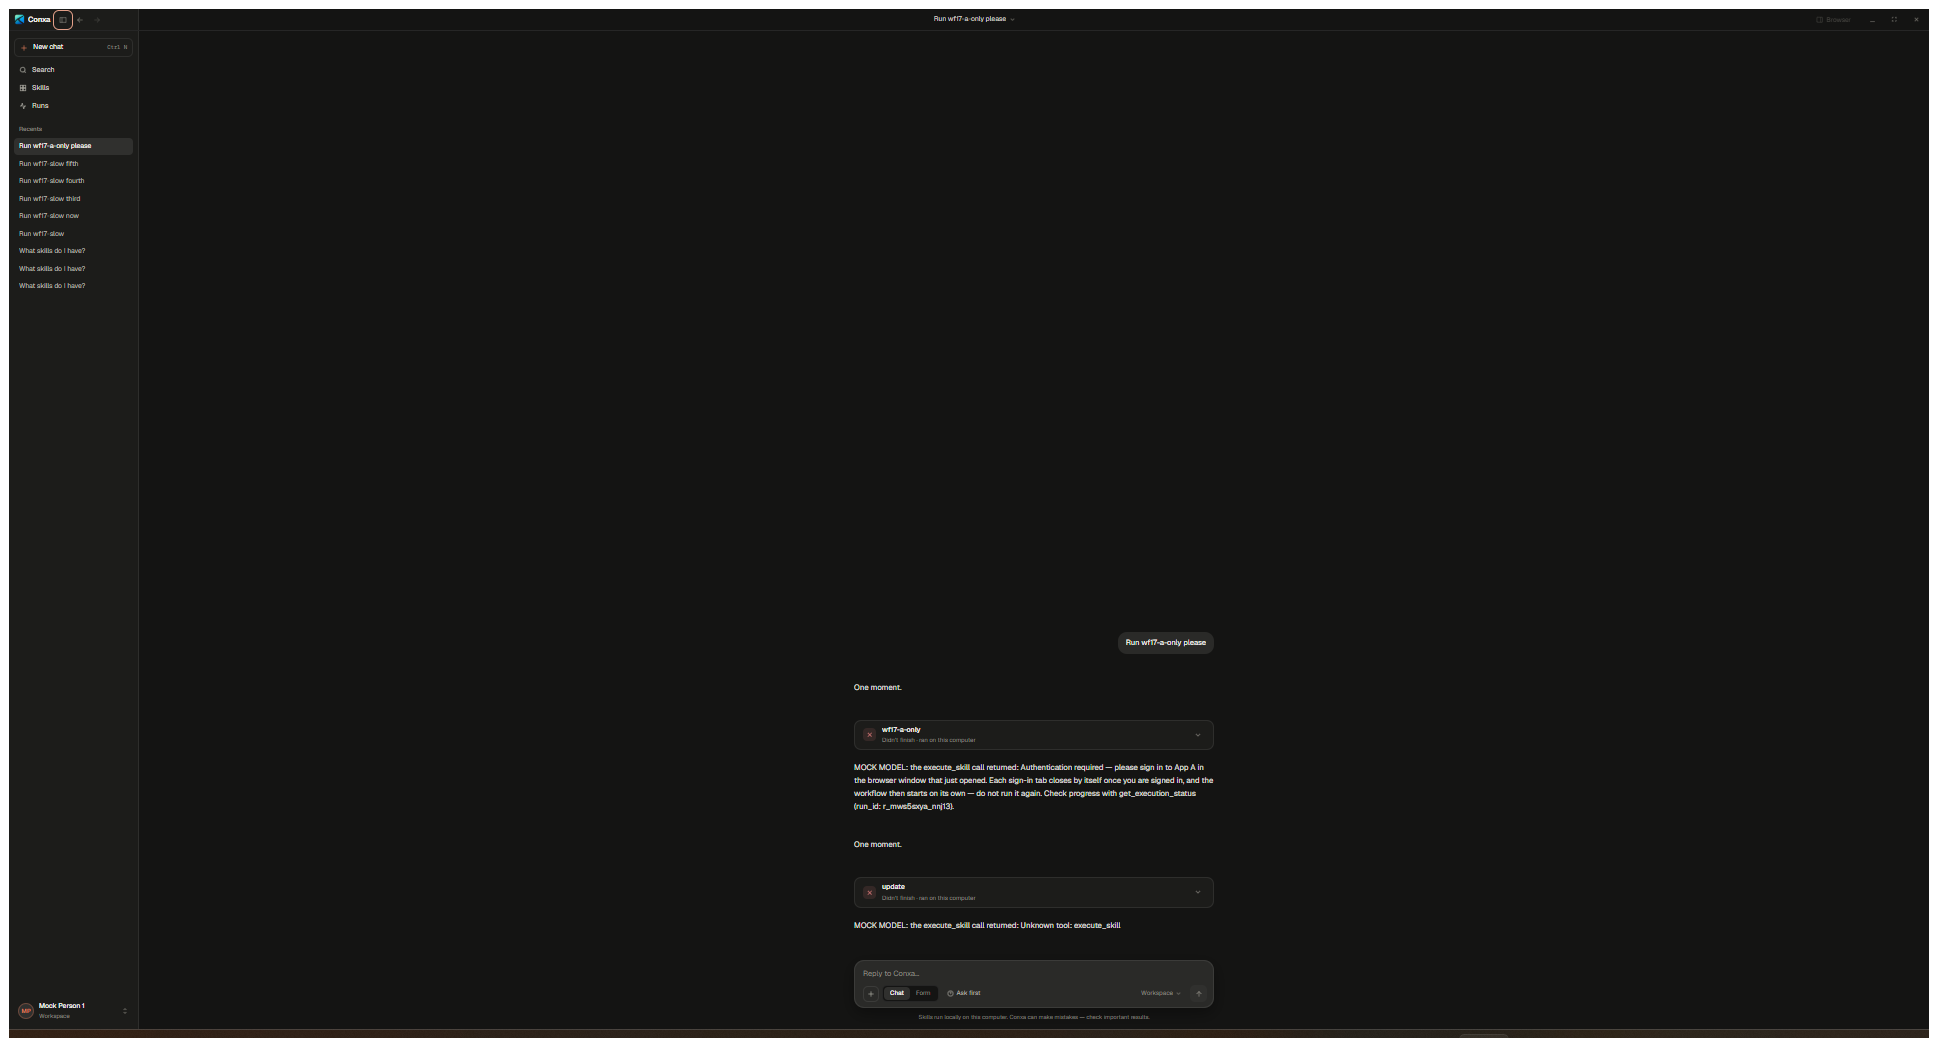 Conxa
Run wf17-a-only please
Browser
New chat
Ctrl N
Search
Skills
Runs
Recents
Run wf17-a-only please
Run wf17-slow fifth
Run wf17-slow fourth
Run wf17-slow third
Run wf17-slow now
Run wf17-slow
What skills do I have?
What skills do I have?
What skills do I have?
Run wf17-a-only please
One moment.
wf17-a-only
Didn't finish · ran on this computer
MOCK MODEL: the execute_skill call returned: Authentication required — please sign in to App A in
the browser window that just opened. Each sign-in tab closes by itself once you are signed in, and the
workflow then starts on its own — do not run it again. Check progress with get_execution_status
(run_id: r_mws5sxya_nnj13).
One moment.
update
Didn't finish · ran on this computer
MOCK MODEL: the execute_skill call returned: Unknown tool: execute_skill
Reply to Conxa...
Chat
Form
Ask first
Workspace
Skills run locally on this computer. Conxa can make mistakes — check important results.
MP
Mock Person 1
Workspace